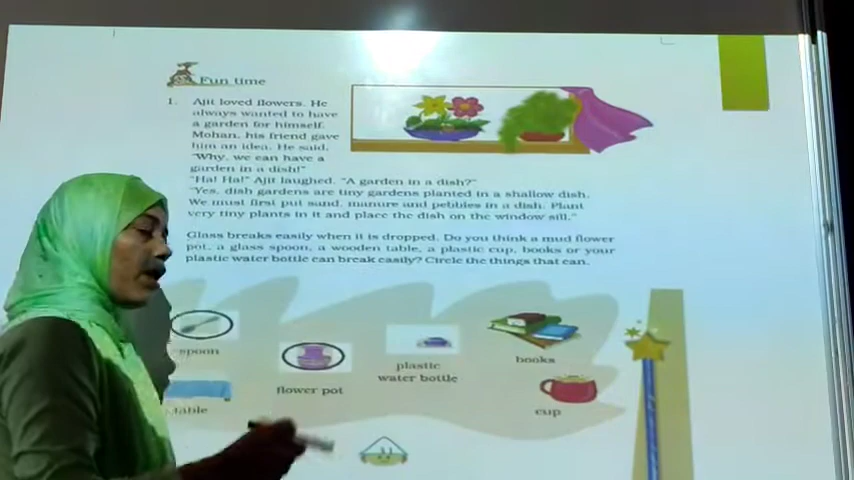 Fun time
1. Ajit loved flowers. He
always wanted to have
a garden for himself.
Mohan, his friend gave
him an idea. He said,
"Why, we can have a
garden in a dish!"
"Ha! Ha!" Ajit laughed. "A garden in a dish?"
"Yes, dish gardens are tiny gardens planted in a shallow dish.
We must first put sand, manure and pebbles in a dish. Plant
very tiny plants in it and place the dish on the window sill."
Glass breaks easily when it is dropped. Do you think a mud flower
pot, a glass spoon, a wooden table, a plastic cup, books or your
plastic water bottle can break easily? Circle the things that can.
spoon
flower pot
plastic
water bottle
books
table
cup